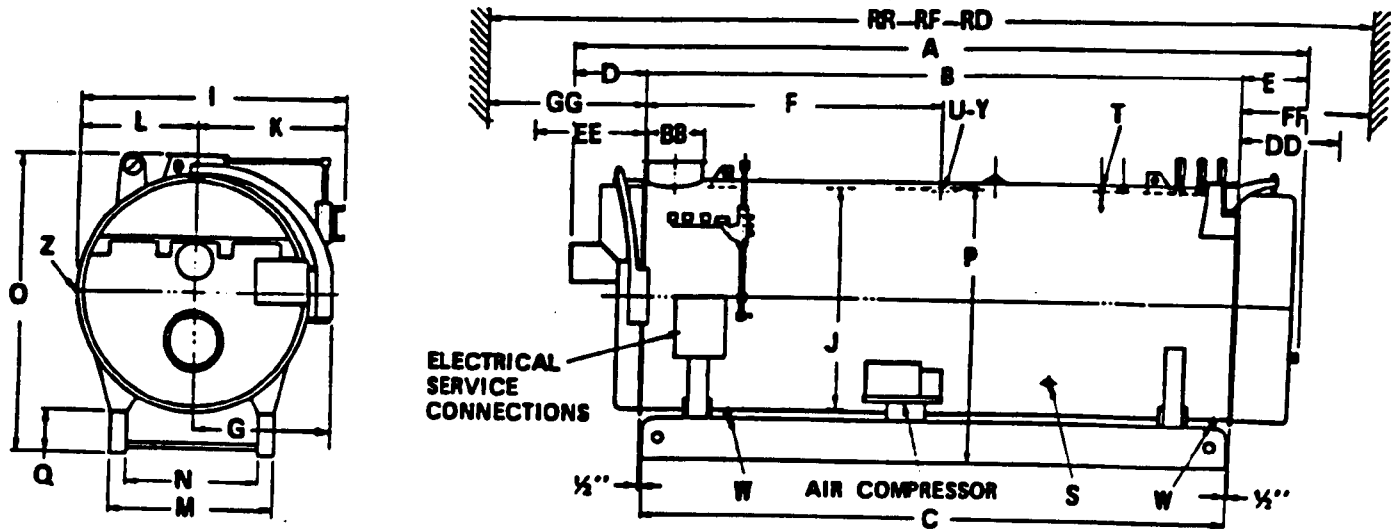 RR-RF-RD
A
D
B
E
GG
F
FF
EE
BB
U-Y
T
DD
I
L
K
Z
O
P
J
ELECTRICAL
SERVICE
CONNECTIONS
G
Q
N
M
½"
W
AIR COMPRESSOR
S
W
½"
C